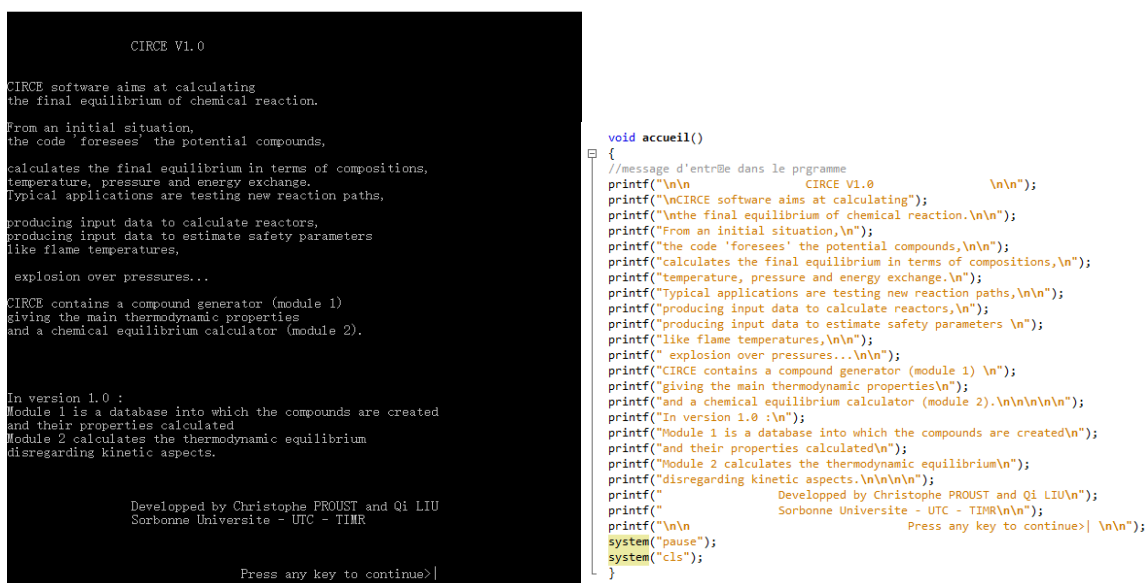 CIRCE V1.0
CIRCE software aims at calculating
the final equilibrium of chemical reaction.
From an initial situation,
the code 'foresees' the potential compounds,
calculates the final equilibrium in terms of compositions,
temperature, pressure and energy exchange.
Typical applications are testing new reaction paths,
producing input data to calculate reactors,
producing input data to estimate safety parameters
like flame temperatures,
explosion over pressures...
CIRCE contains a compound generator (module 1)
giving the main thermodynamic properties
and a chemical equilibrium calculator (module 2).
In version 1.0 :
Module 1 is a database into which the compounds are created
and their properties calculated
Module 2 calculates the thermodynamic equilibrium
disregarding kinetic aspects.
Developped by Christophe PROUST and Qi LIU
Sorbonne Universite - UTC - TIMR
Press any key to continue>|
void accueil()
{
//message d'entr�e dans le prgramme
printf("\n\n                    CIRCE V1.0                    \n\n");
printf("\nCIRCE software aims at calculating");
printf("\nthe final equilibrium of chemical reaction.\n\n");
printf("From an initial situation,\n");
printf("the code 'foresees' the potential compounds,\n\n");
printf("calculates the final equilibrium in terms of compositions,\n");
printf("temperature, pressure and energy exchange.\n");
printf("Typical applications are testing new reaction paths,\n\n");
printf("producing input data to calculate reactors,\n");
printf("producing input data to estimate safety parameters \n");
printf("like flame temperatures,\n\n");
printf(" explosion over pressures...\n\n");
printf("CIRCE contains a compound generator (module 1) \n");
printf("giving the main thermodynamic properties\n");
printf("and a chemical equilibrium calculator (module 2).\n\n\n\n\n");
printf("In version 1.0 :\n");
printf("Module 1 is a database into which the compounds are created\n");
printf("and their properties calculated\n");
printf("Module 2 calculates the thermodynamic equilibrium\n");
printf("disregarding kinetic aspects.\n\n\n\n");
printf("                    Developped by Christophe PROUST and Qi LIU\n");
printf("                    Sorbonne Universite - UTC - TIMR\n\n");
printf("\n\n                                        Press any key to continue>| \n\n");
system("pause");
system("cls");
}